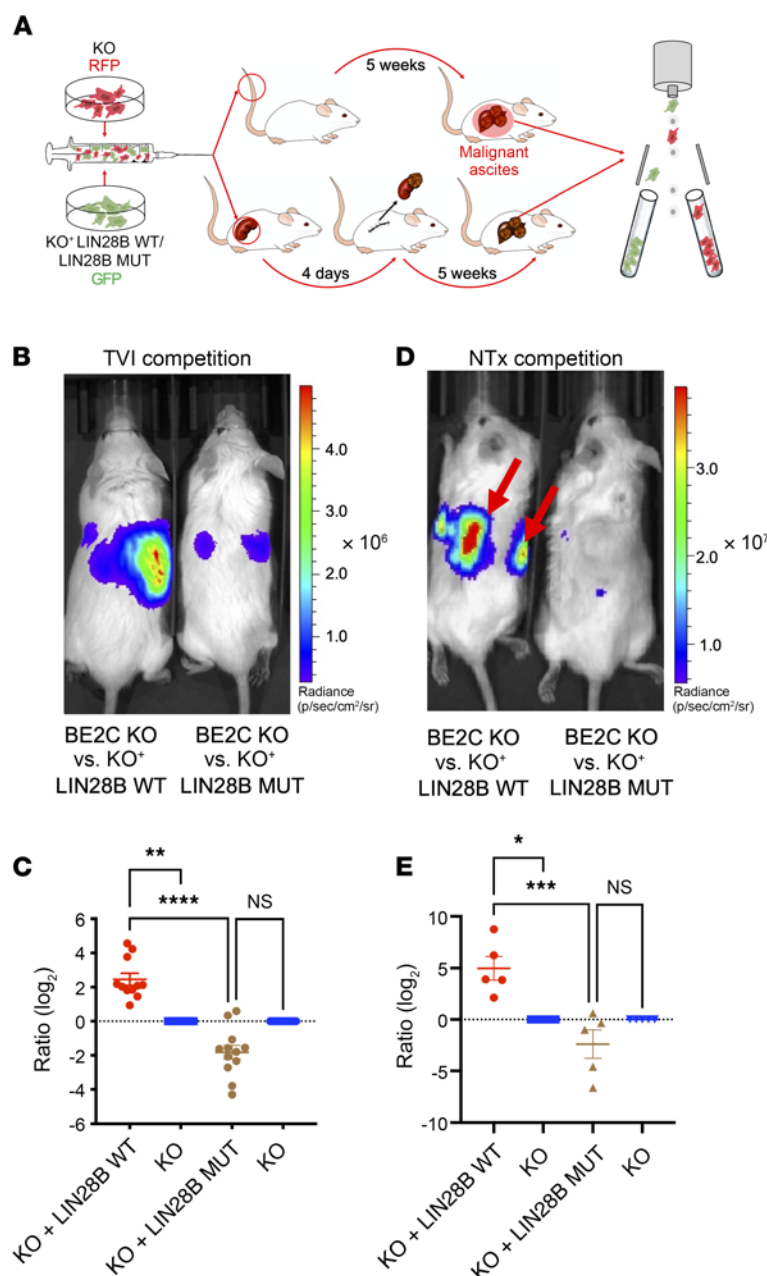 A
KO
RFP
KO⁺ LIN28B WT/
LIN28B MUT
GFP
5 weeks
Malignant
ascites
4 days
5 weeks
B
TVI competition
4.0
3.0
2.0
1.0
× 10⁶
Radiance
(p/sec/cm²/sr)
BE2C KO
vs. KO⁺
LIN28B WT
BE2C KO
vs. KO⁺
LIN28B MUT
D
NTx competition
3.0
2.0
1.0
× 10⁷
Radiance
(p/sec/cm²/sr)
BE2C KO
vs. KO⁺
LIN28B WT
BE2C KO
vs. KO⁺
LIN28B MUT
C
**
****
NS
Ratio (log₂)
6
4
2
0
-2
-4
-6
KO + LIN28B WT
KO
KO + LIN28B MUT
KO
E
*
***
NS
Ratio (log₂)
10
5
0
-5
-10
KO + LIN28B WT
KO
KO + LIN28B MUT
KO